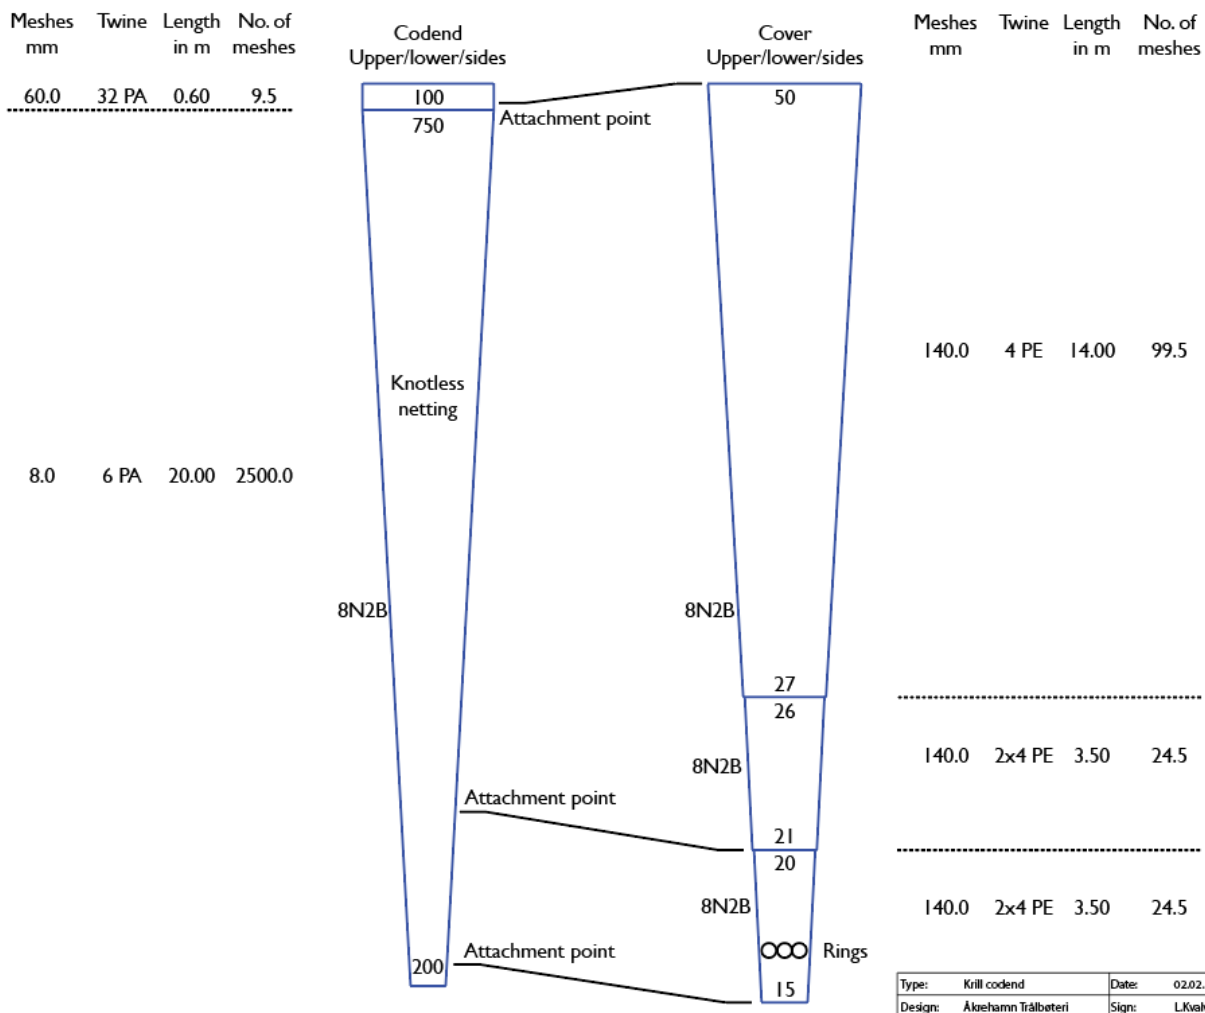 Meshes Twine Length No. of
mm in m meshes
60.0 32 PA 0.60 9.5
8.0 6 PA 20.00 2500.0
Codend
Upper/lower/sides
100
750
Attachment point
Knotless
netting
8N2B
Attachment point
Attachment point
200
Cover
Upper/lower/sides
50
8N2B
27
26
8N2B
21
20
8N2B
Rings
15
Meshes Twine Length No. of
mm in m meshes
140.0 4 PE 14.00 99.5
140.0 2x4 PE 3.50 24.5
140.0 2x4 PE 3.50 24.5
Type: Krill codend Date: 02.02.
Design: Åkrehamn Trålbøteri Sign: